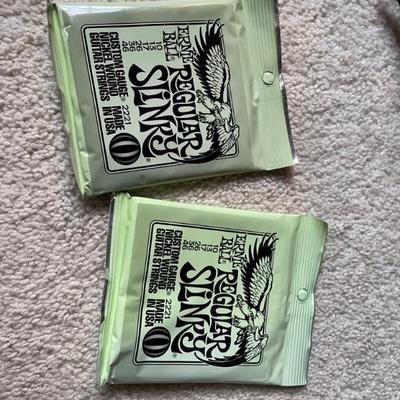 ERNIE
BALL®
REGULAR
SLINKY®
10 13 17 26 36 46
CUSTOM GAUGE® 2221
NICKEL WOUND MADE
GUITAR STRINGS IN USA
ERNIE
BALL®
REGULAR
SLINKY®
10 13 17 26 36 46
CUSTOM GAUGE® 2221
NICKEL WOUND MADE
GUITAR STRINGS IN USA